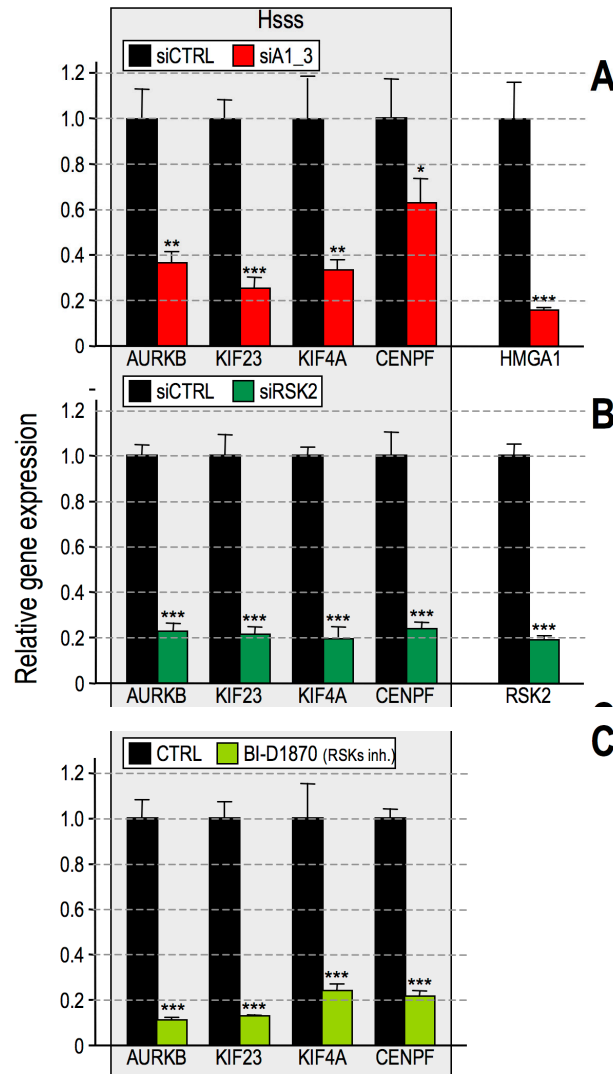 Hsss
siCTRL siA1_3
A
1.2
1.0
0.8
0.6
0.4
0.2
0
** *** ** * ***
AURKB KIF23 KIF4A CENPF HMGA1
siCTRL siRSK2
B
1.2
1.0
0.8
0.6
0.4
0.2
0
*** *** *** *** ***
AURKB KIF23 KIF4A CENPF RSK2
Relative gene expression
CTRL BI-D1870 (RSKs inh.)
C
1.2
1.0
0.8
0.6
0.4
0.2
0
*** *** *** ***
AURKB KIF23 KIF4A CENPF